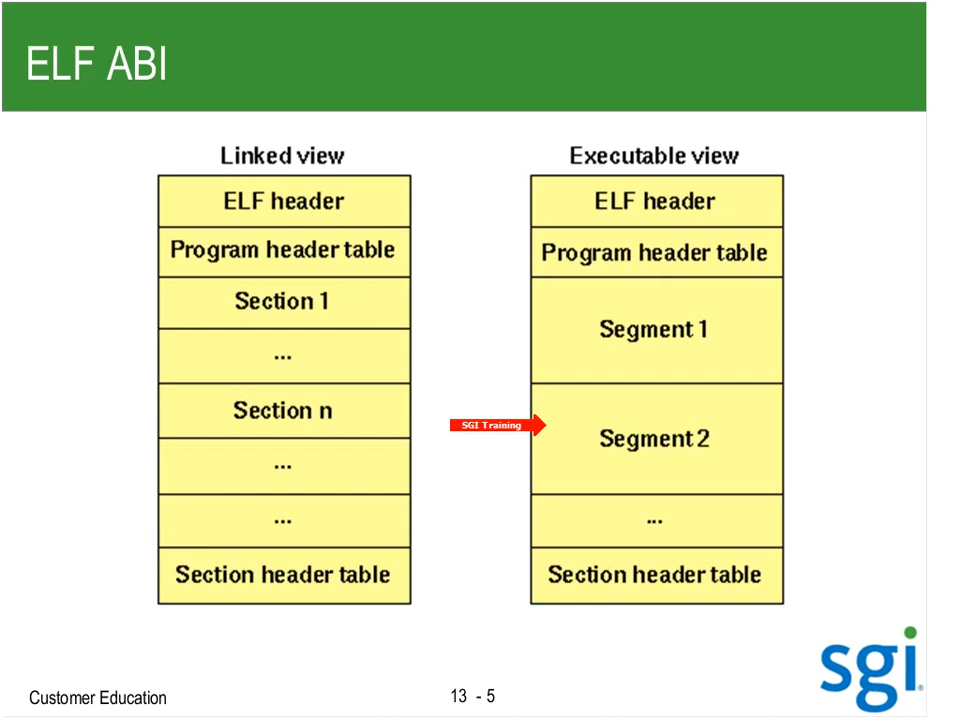 ELF ABI
Linked view
ELF header
Program header table
Section 1
...
Section n
...
...
Section header table
Executable view
ELF header
Program header table
Segment 1
Segment 2
...
Section header table
SGI Training
Customer Education
13 - 5
sgi